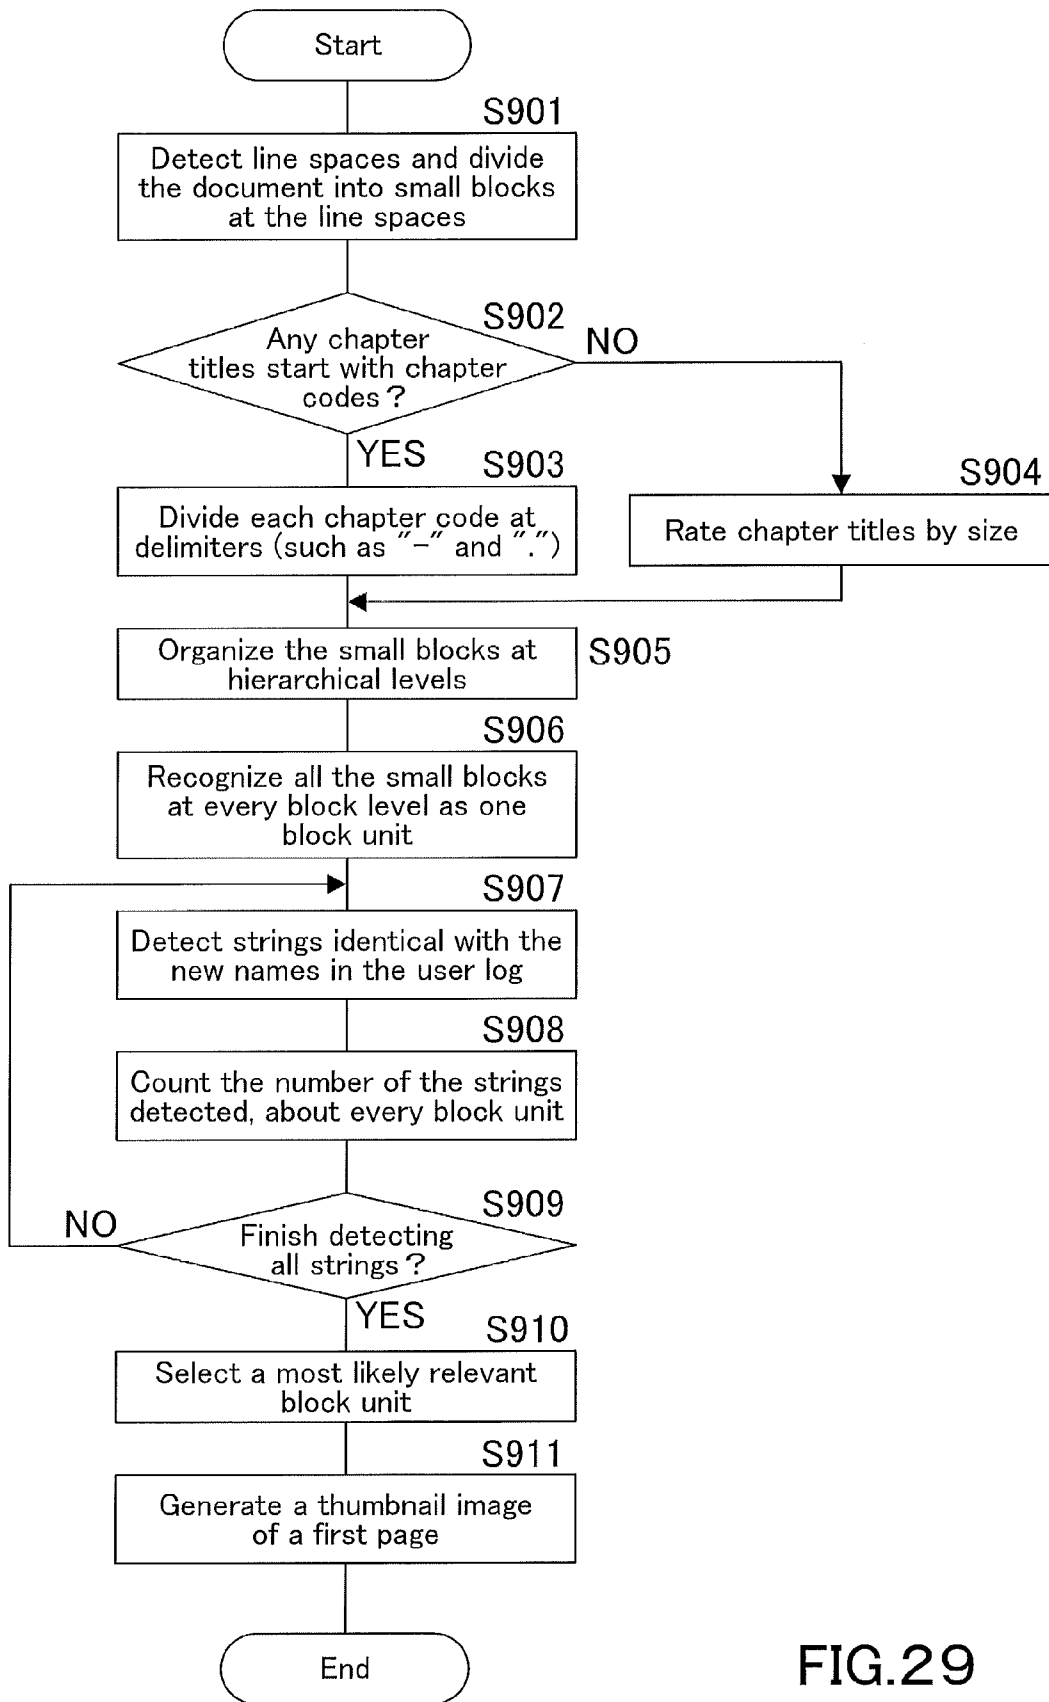 Start
S901
Detect line spaces and divide
the document into small blocks
at the line spaces
S902
Any chapter
titles start with chapter
codes?
NO
YES
S903
Divide each chapter code at
delimiters (such as "-" and ".")
S904
Rate chapter titles by size
Organize the small blocks at
hierarchical levels
S905
S906
Recognize all the small blocks
at every block level as one
block unit
S907
Detect strings identical with the
new names in the user log
S908
Count the number of the strings
detected, about every block unit
S909
NO
Finish detecting
all strings?
YES
S910
Select a most likely relevant
block unit
S911
Generate a thumbnail image
of a first page
End
FIG.29